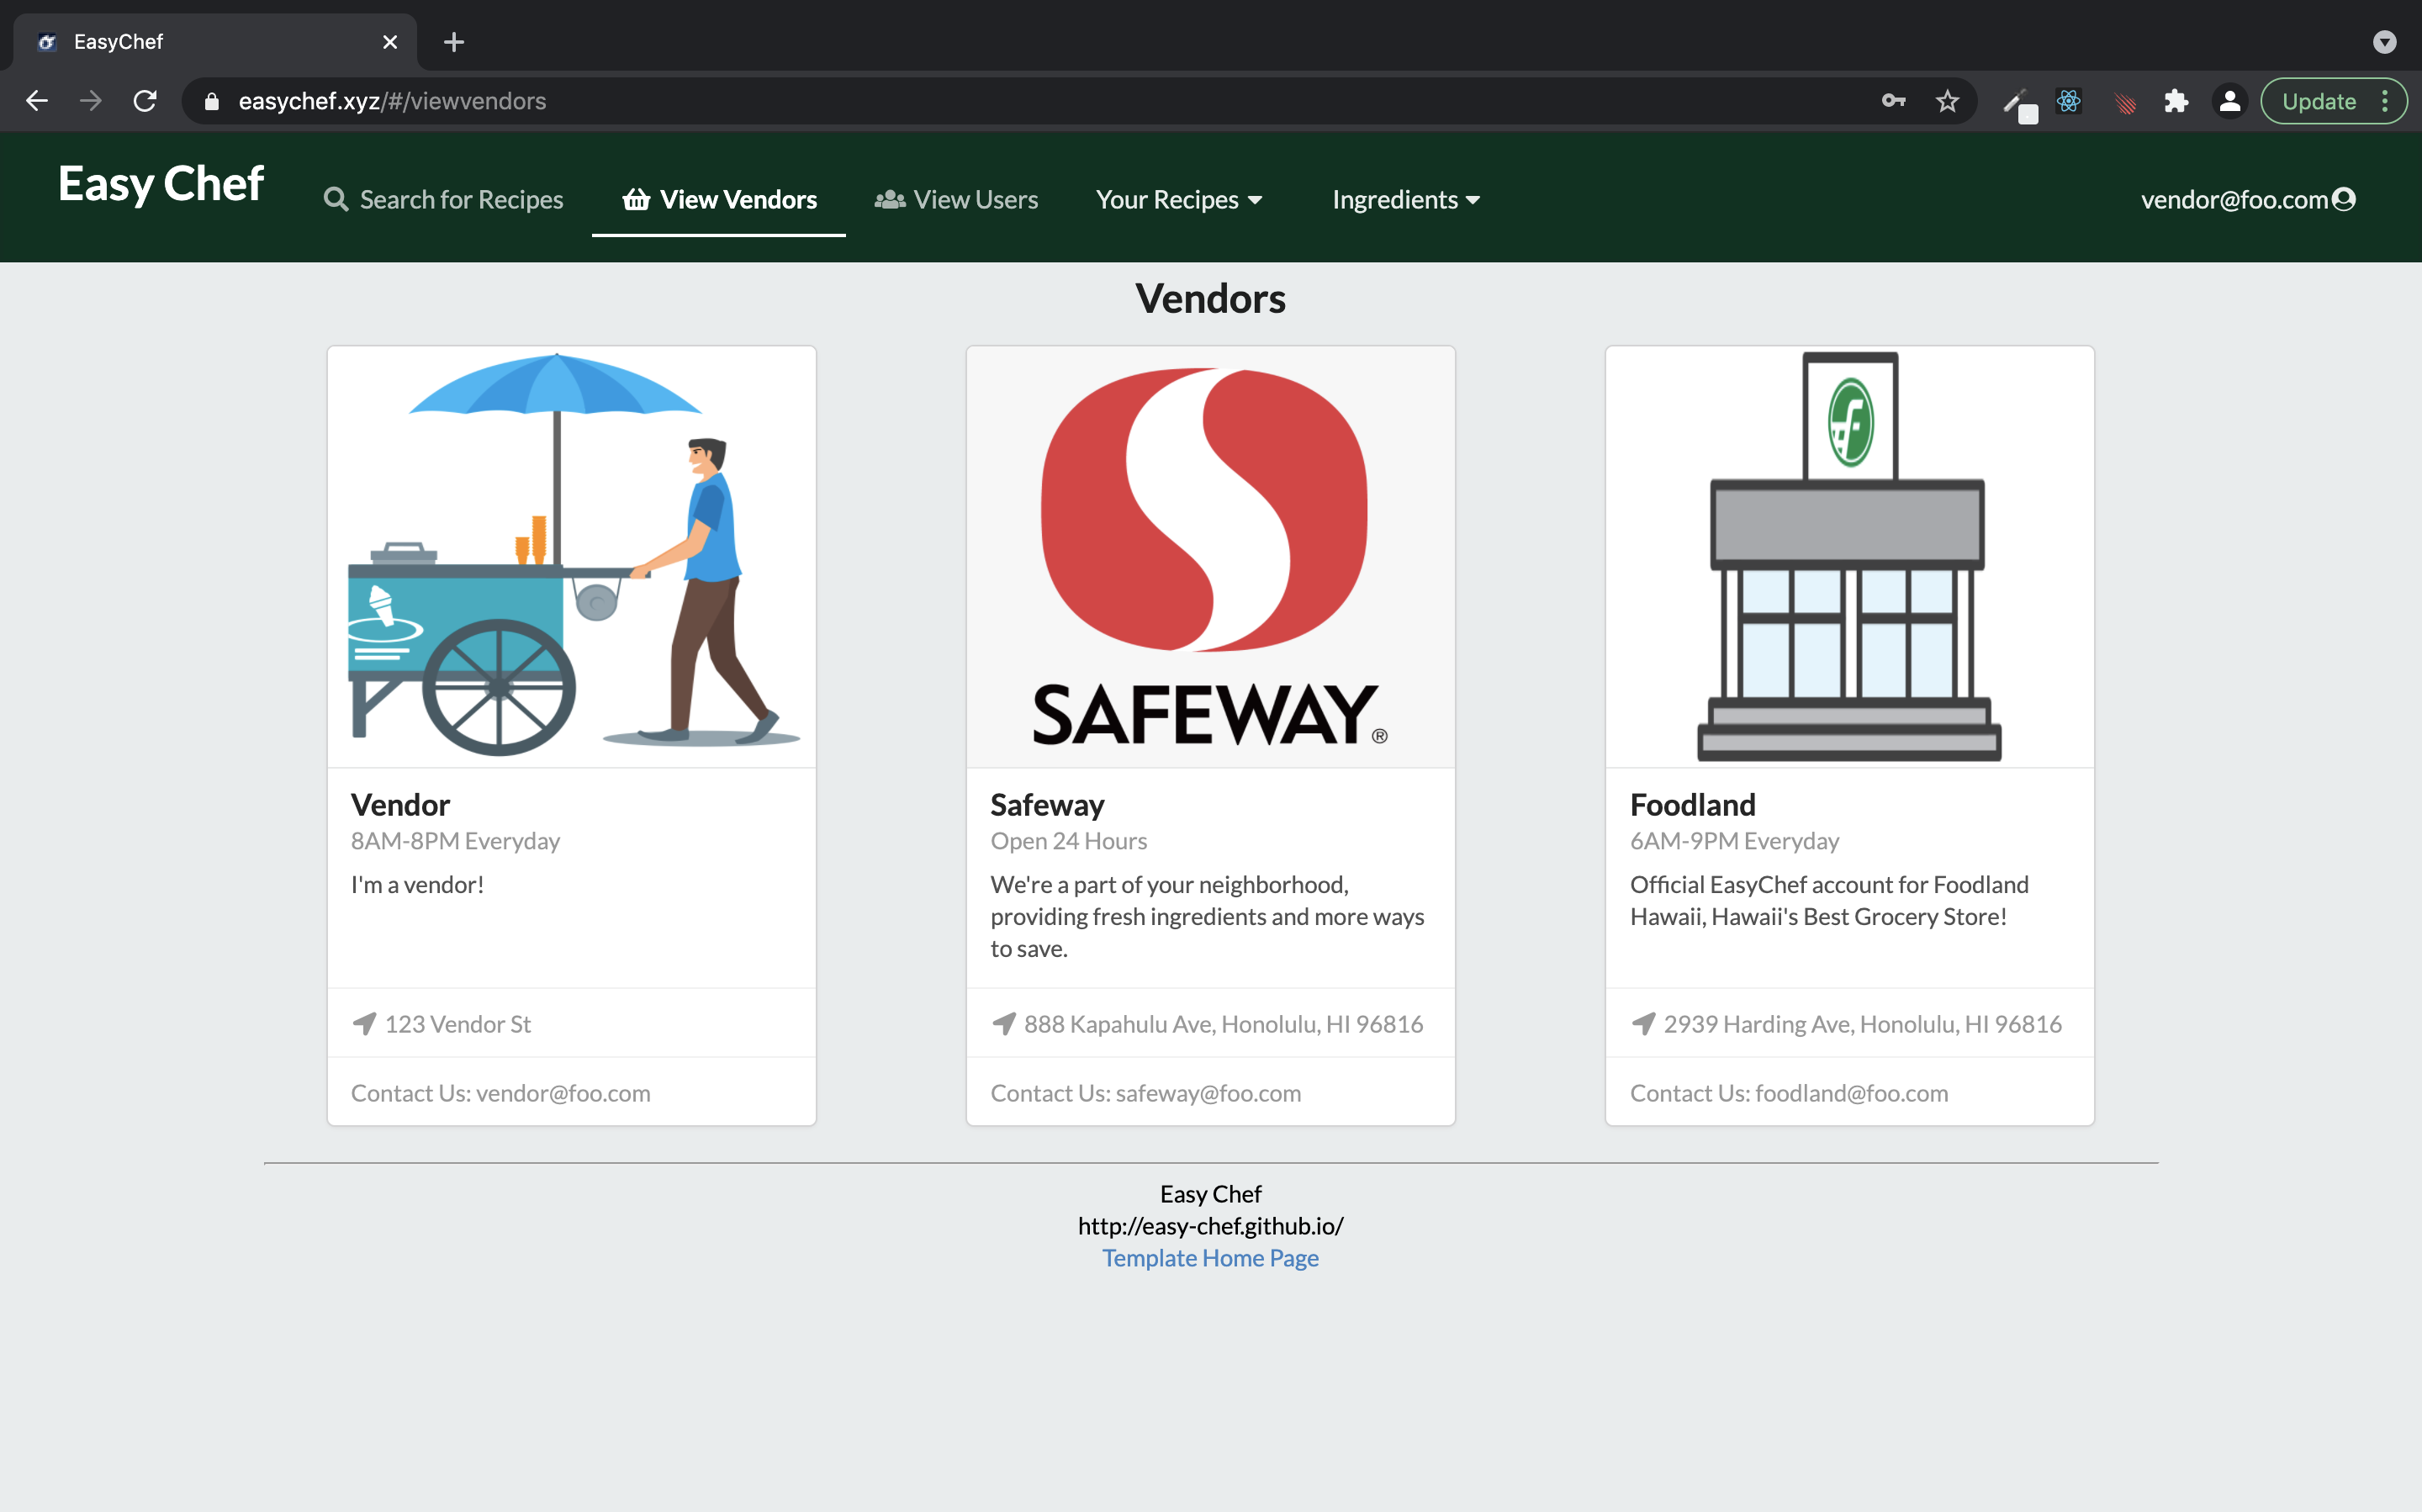 EasyChef
easychef.xyz/#/viewvendors
Update
Easy Chef
Search for Recipes
View Vendors
View Users
Your Recipes
Ingredients
vendor@foo.com
Vendors
SAFEWAY®
Vendor
8AM-8PM Everyday
I'm a vendor!
123 Vendor St
Contact Us: vendor@foo.com
Safeway
Open 24 Hours
We're a part of your neighborhood,
providing fresh ingredients and more ways
to save.
888 Kapahulu Ave, Honolulu, HI 96816
Contact Us: safeway@foo.com
f
Foodland
6AM-9PM Everyday
Official EasyChef account for Foodland
Hawaii, Hawaii's Best Grocery Store!
2939 Harding Ave, Honolulu, HI 96816
Contact Us: foodland@foo.com
Easy Chef
http://easy-chef.github.io/
Template Home Page